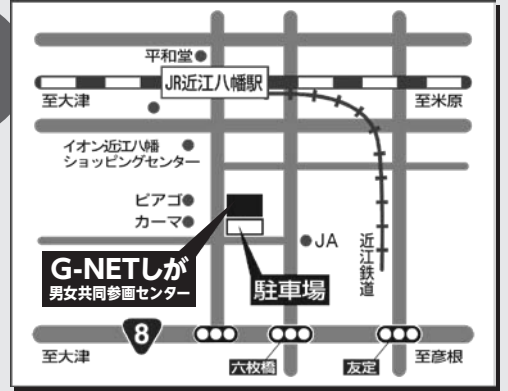 平和堂
JR近江八幡駅
至大津
至米原
イオン近江八幡
ショッピングセンター
ピアゴ
カーマ
JA
近江鉄道
G-NETしが
男女共同参画センター
駐車場
8
至大津
六枚橋
友定
至彦根